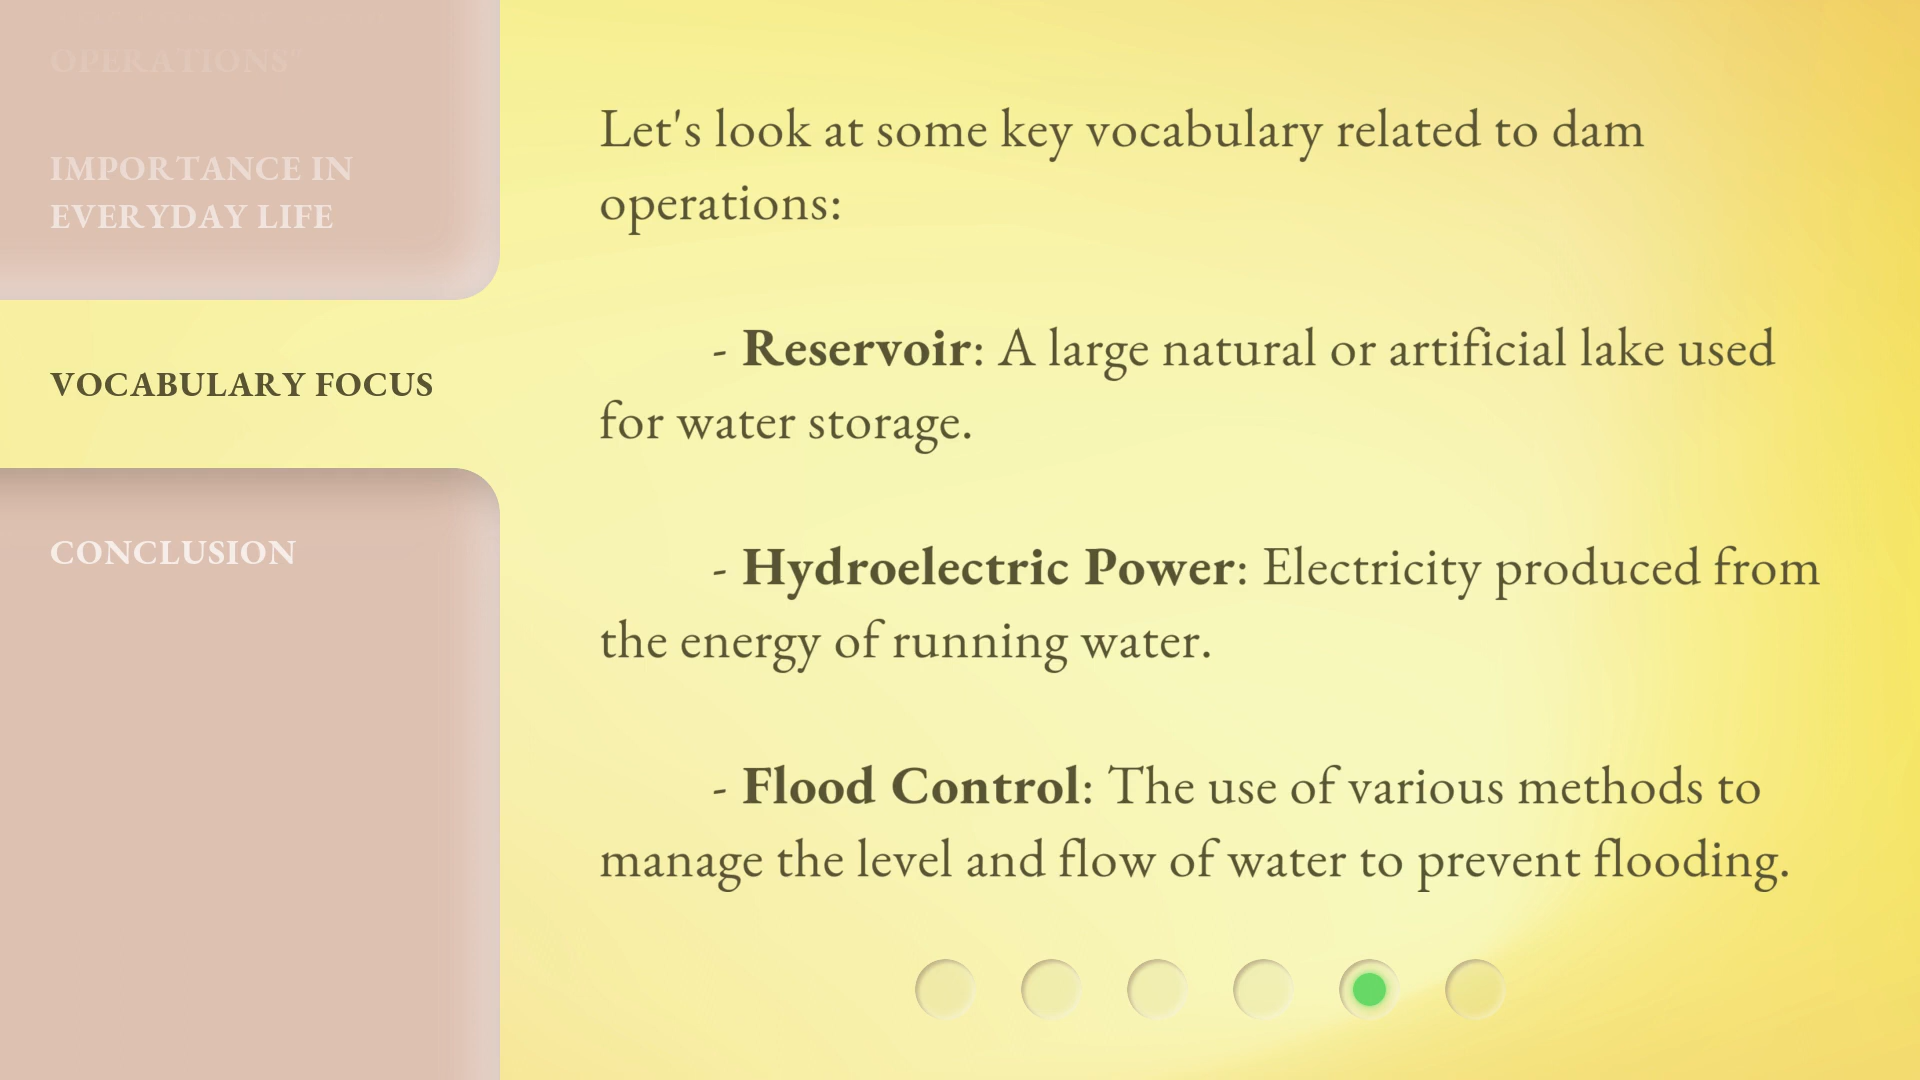 OPERATIONS"
IMPORTANCE IN
EVERYDAY LIFE
VOCABULARY FOCUS
CONCLUSION
Let's look at some key vocabulary related to dam
operations:
- Reservoir: A large natural or artificial lake used
for water storage.
- Hydroelectric Power: Electricity produced from
the energy of running water.
- Flood Control: The use of various methods to
manage the level and flow of water to prevent flooding.